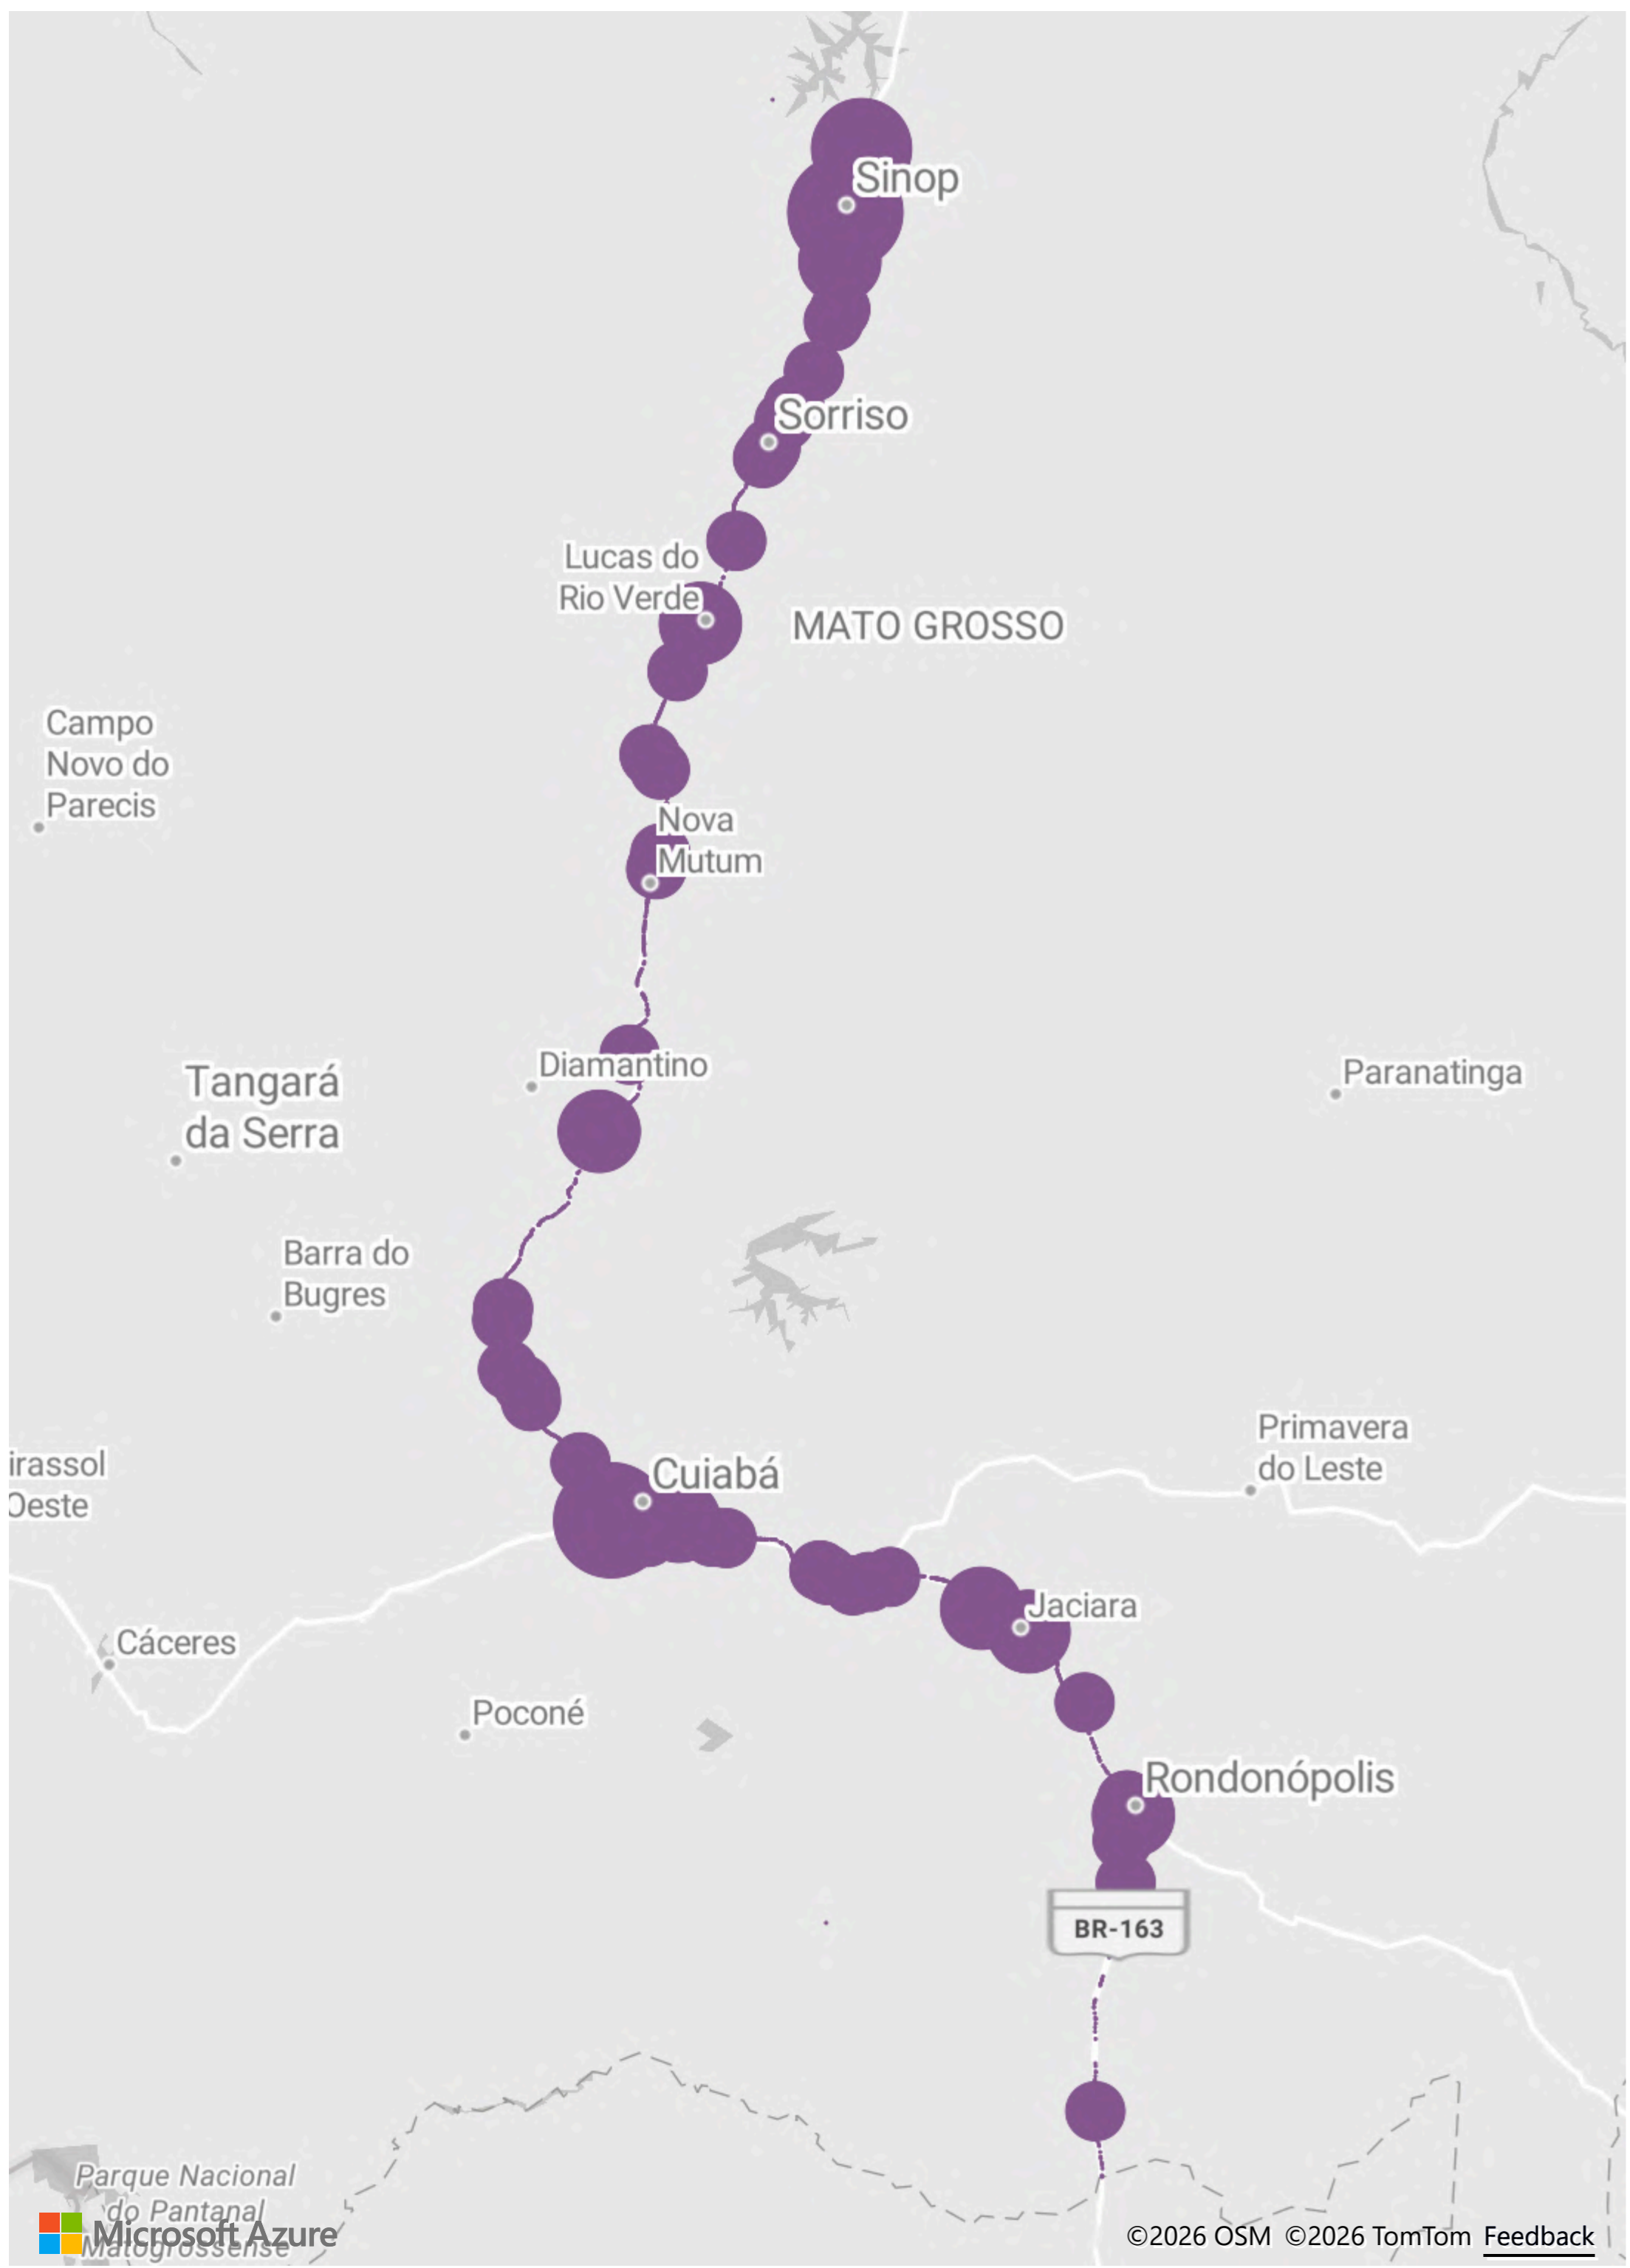 Sinop
Sorriso
Lucas do
Rio Verde
MATO GROSSO
Campo
Novo do
Parecis
Nova
Mutum
Diamantino
Tangará
da Serra
Paranatinga
Barra do
Bugres
Primavera
do Leste
irassol
Oeste
Cuiabá
Jaciara
Cáceres
Poconé
Rondonópolis
BR-163
Parque Nacional
do Pantanal
Matogrossense
Microsoft Azure
©2026 OSM ©2026 TomTom Feedback